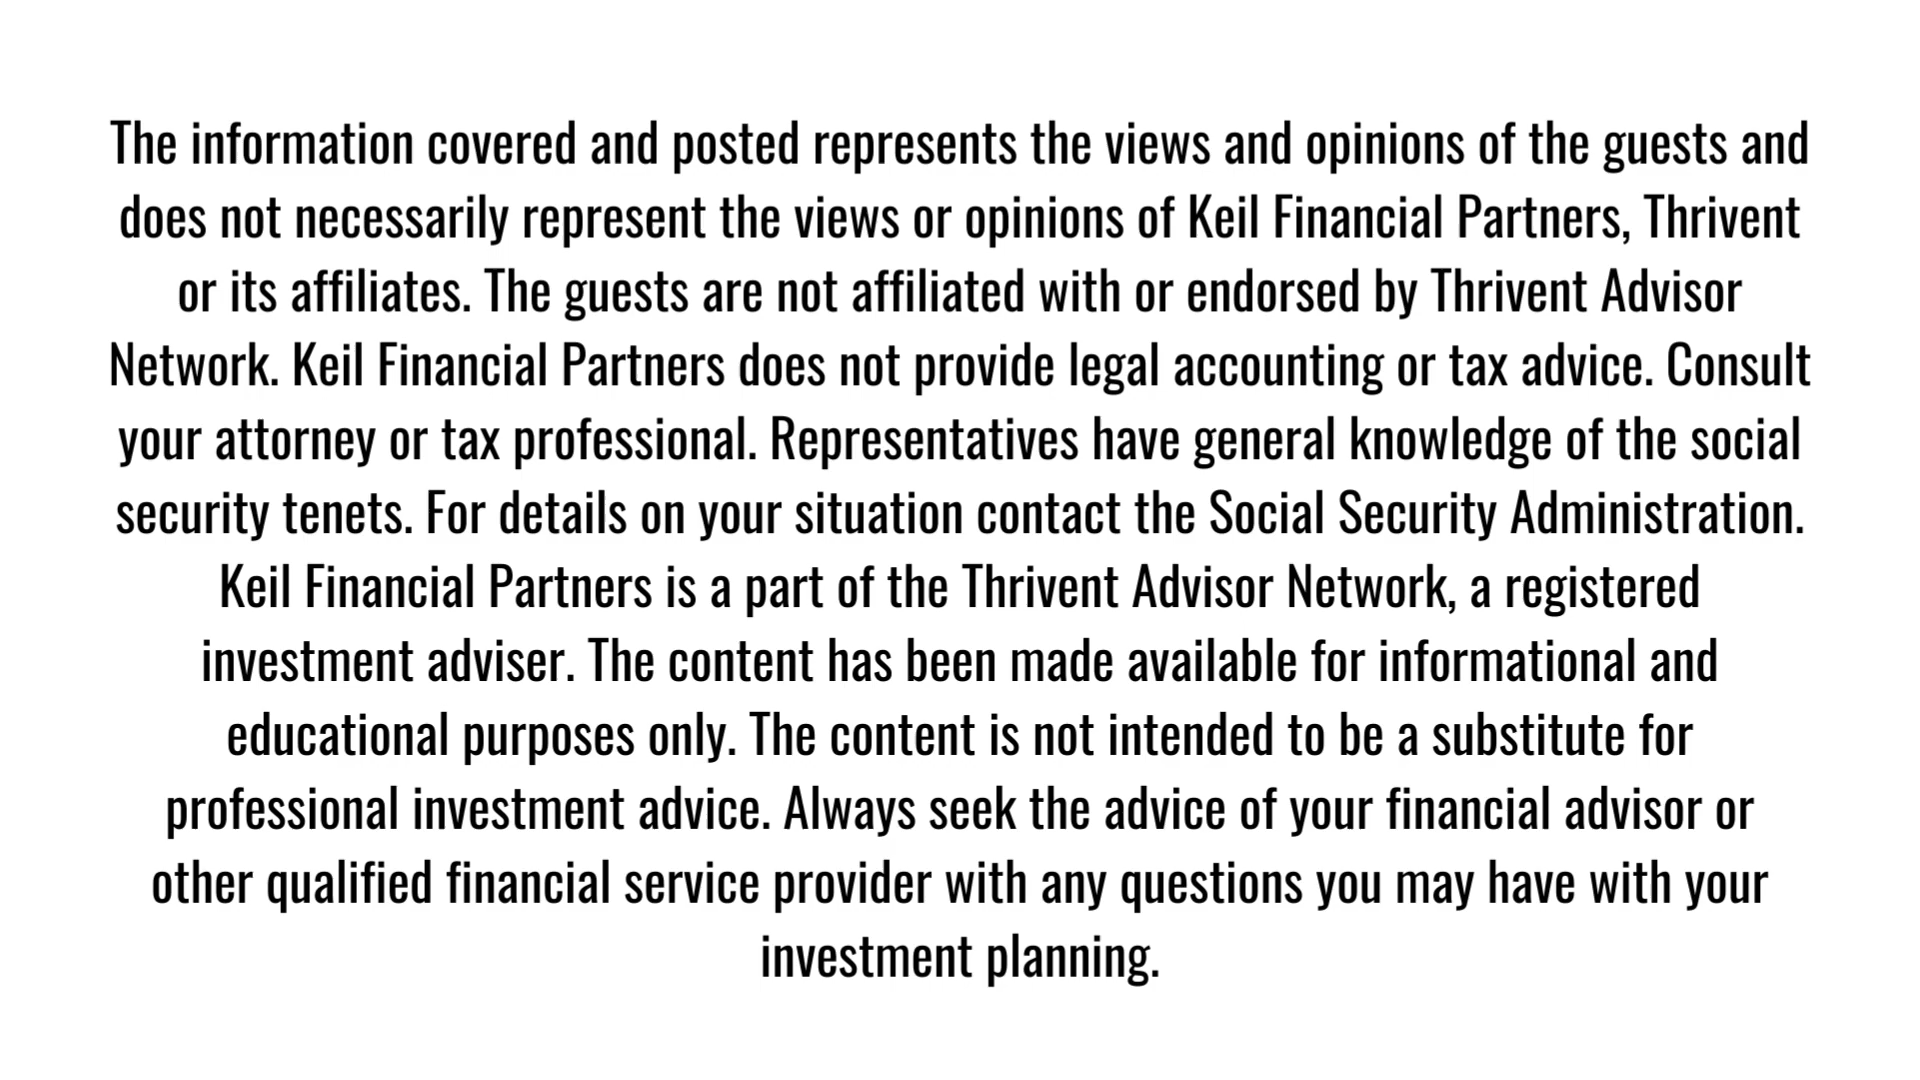 The information covered and posted represents the views and opinions of the guests and
does not necessarily represent the views or opinions of Keil Financial Partners, Thrivent
or its affiliates. The guests are not affiliated with or endorsed by Thrivent Advisor
Network. Keil Financial Partners does not provide legal accounting or tax advice. Consult
your attorney or tax professional. Representatives have general knowledge of the social
security tenets. For details on your situation contact the Social Security Administration.
Keil Financial Partners is a part of the Thrivent Advisor Network, a registered
investment adviser. The content has been made available for informational and
educational purposes only. The content is not intended to be a substitute for
professional investment advice. Always seek the advice of your financial advisor or
other qualified financial service provider with any questions you may have with your
investment planning.